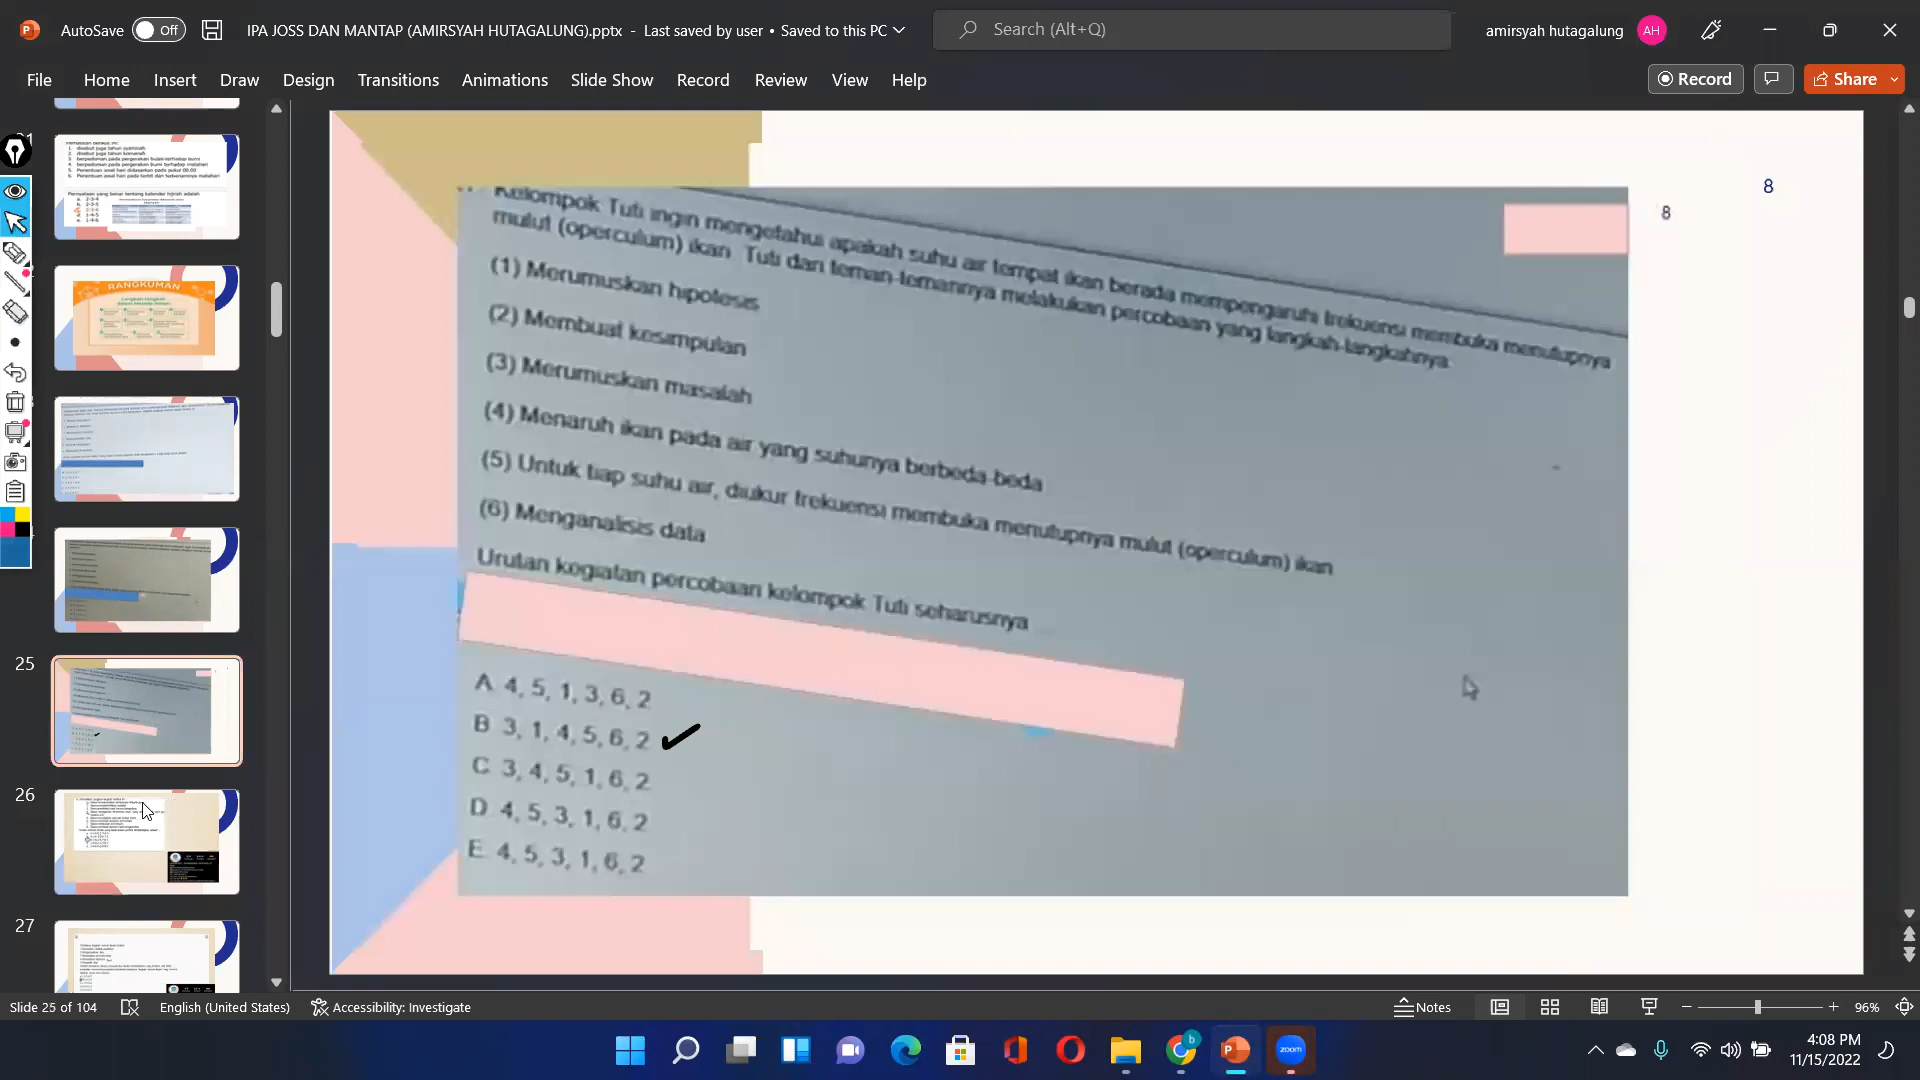 AutoSave Off IPA JOSS DAN MANTAP (AMIRSYAH HUTAGALUNG).pptx - Last saved by user • Saved to this PC Search (Alt+Q) amirsyah hutagalung AH
File Home Insert Draw Design Transitions Animations Slide Show Record Review View Help Record Share
8
8
Kelompok Tuti ingin mengetahui apakah suhu air tempat ikan berada mempengaruhi frekuensi membuka menutupnya
mulut (operculum) ikan Tuti dan teman-temannya melakukan percobaan yang langkah-langkahnya
(1) Merumuskan hipotesis
(2) Membuat kesimpulan
(3) Merumuskan masalah
(4) Menaruh ikan pada air yang suhunya berbeda-beda
(5) Untuk tiap suhu air, diukur frekuensi membuka menutupnya mulut (operculum) ikan
(6) Menganalisis data
Urutan kegiatan percobaan kelompok Tuti seharusnya
A. 4, 5, 1, 3, 6, 2
B. 3, 1, 4, 5, 6, 2
C. 3, 4, 5, 1, 6, 2
D. 4, 5, 3, 1, 6, 2
E. 4, 5, 3, 1, 6, 2
RANGKUMAN
25
26
27
Slide 25 of 104 English (United States) Accessibility: Investigate Notes 96%
zoom
4:08 PM
11/15/2022